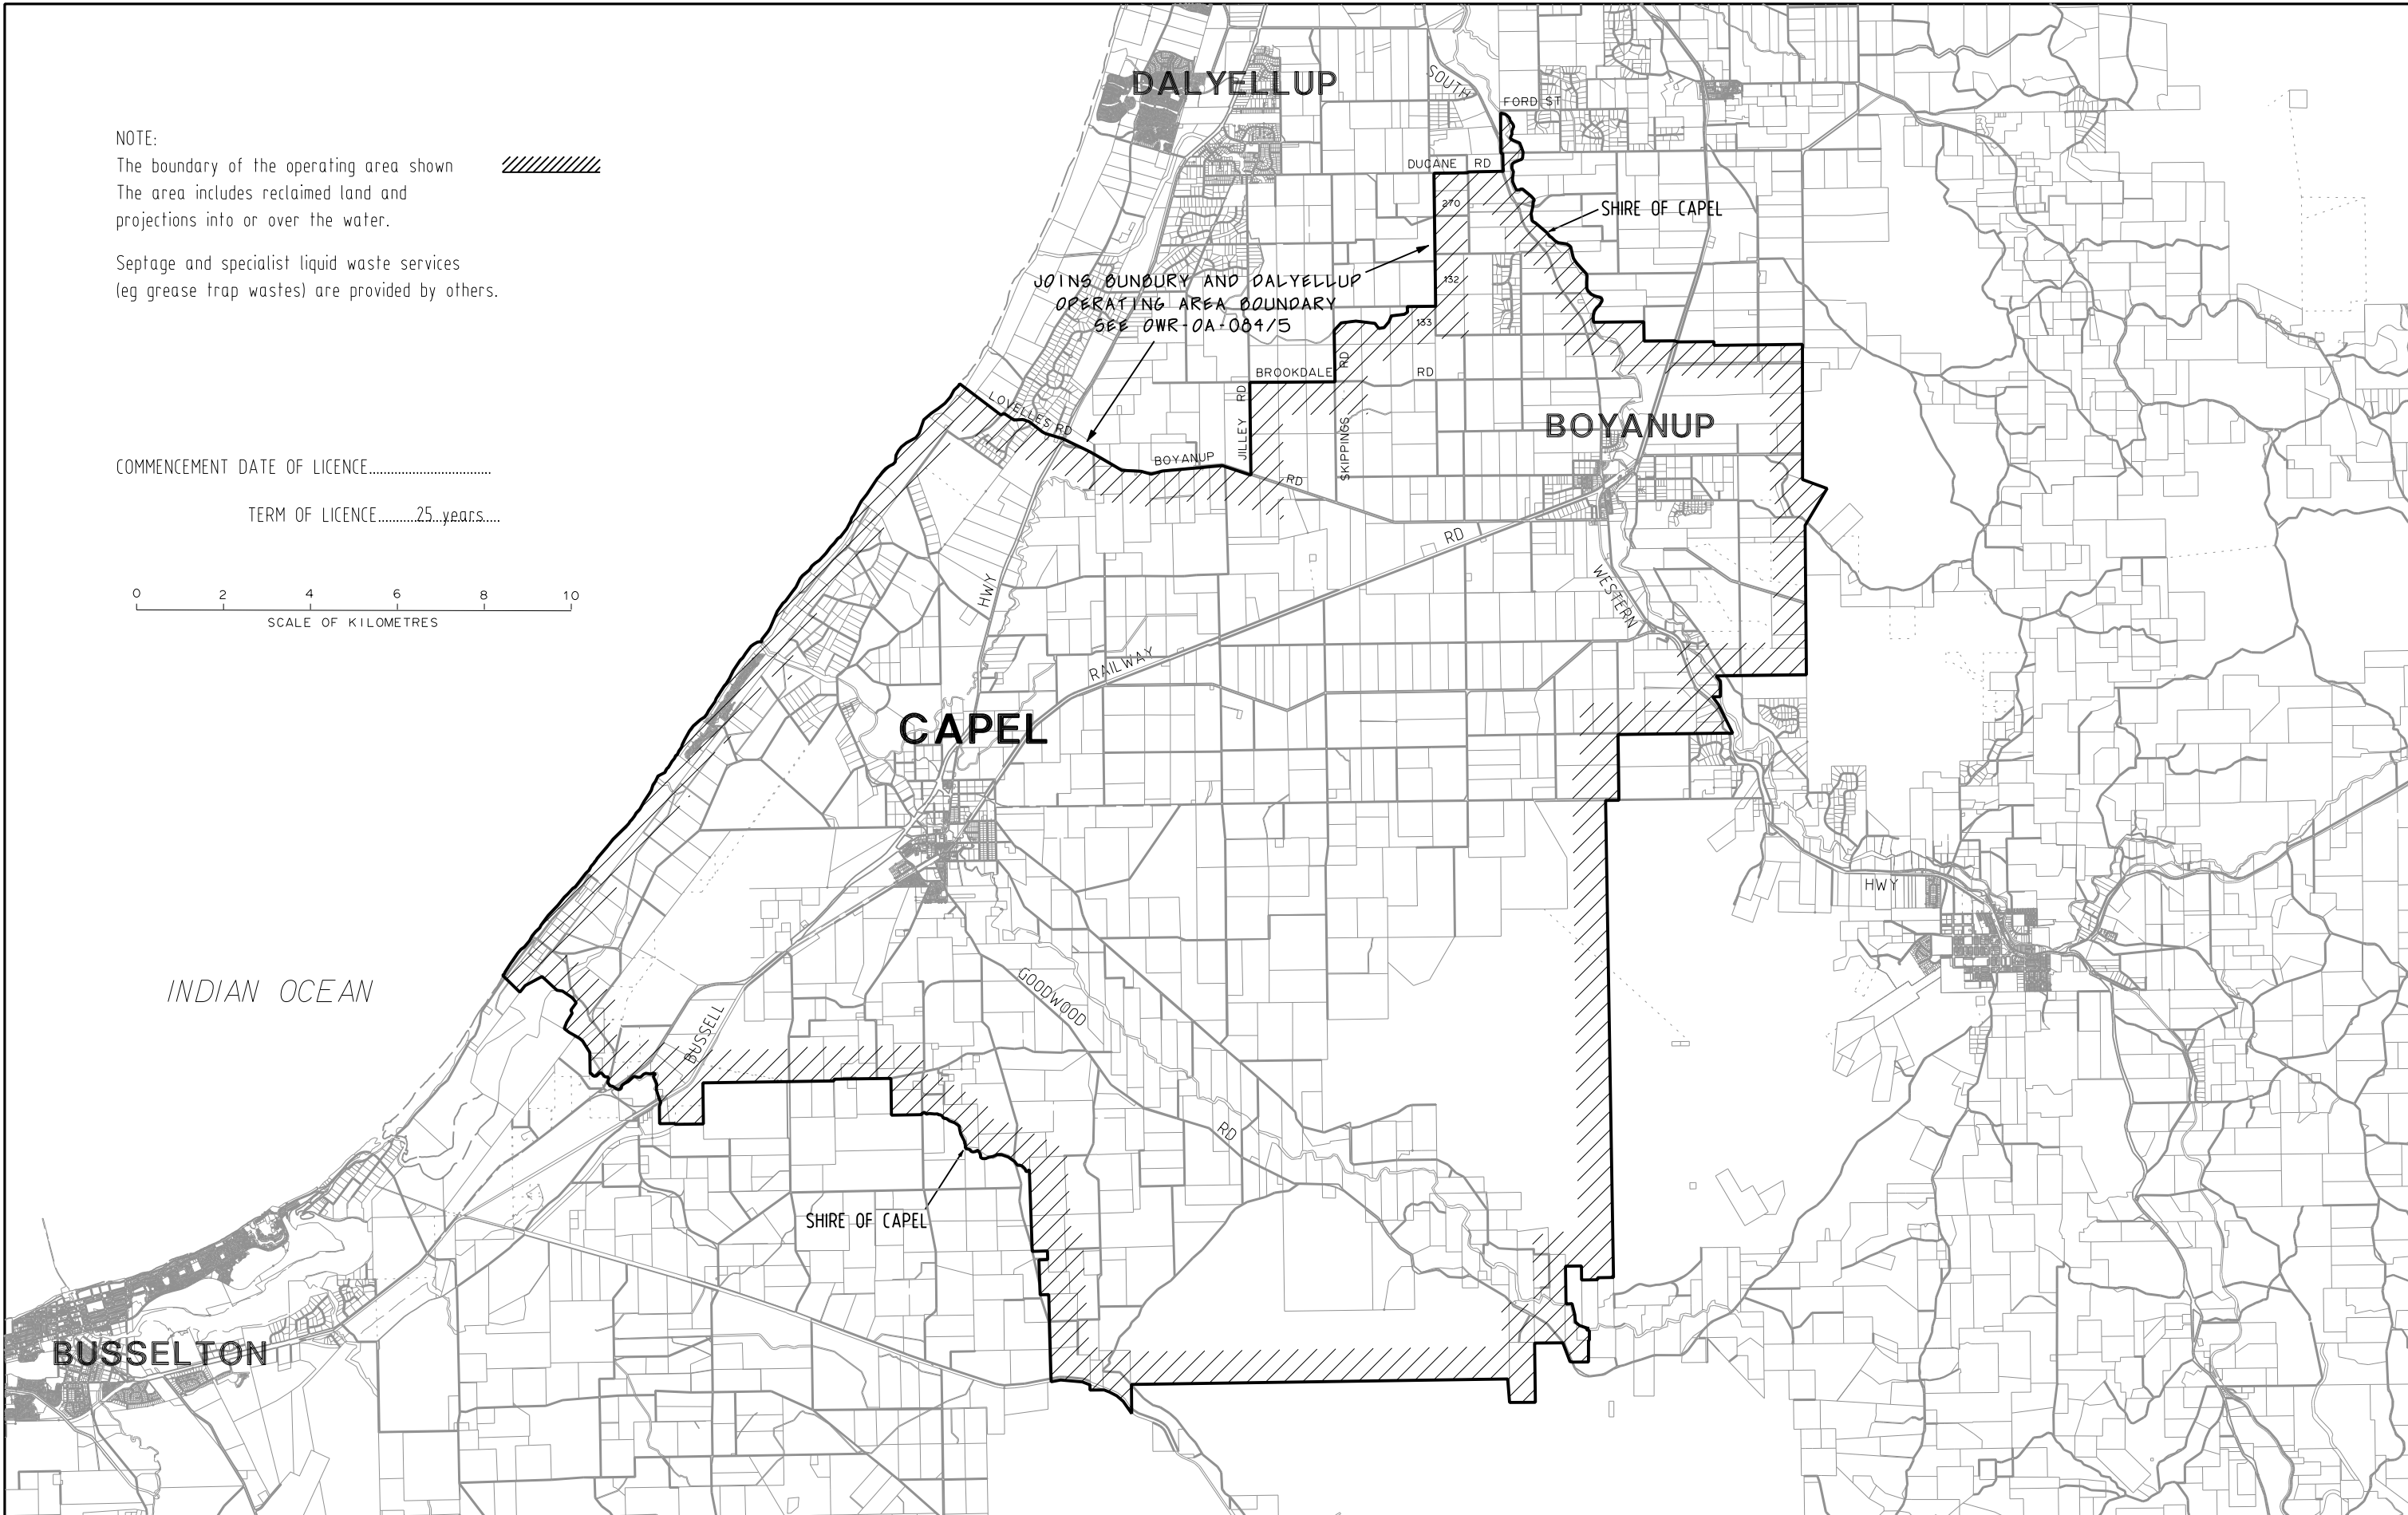 DALYELLUP
SOUTH
FORD ST
NOTE:
The boundary of the operating area shown
The area includes reclaimed land and
projections into or over the water.
DUCANE RD
270
SHIRE OF CAPEL
Septage and specialist liquid waste services
(eg grease trap wastes) are provided by others.
JOINS BUNBURY AND DALYELLUP
OPERATING AREA BOUNDARY
SEE OWR-OA-084/5
132
133
BROOKDALE RD
RD
JILLEY RD
SKIPPINGS
LOVELLES RD
BOYANUP
RD
BOYANUP
COMMENCEMENT DATE OF LICENCE
TERM OF LICENCE 25 years
0 2 4 6 8 10
SCALE OF KILOMETRES
HWY
RD
WESTERN
RAILWAY
CAPEL
HWY
INDIAN OCEAN
GOODWOOD
BUSSELL
RD
SHIRE OF CAPEL
BUSSELTON